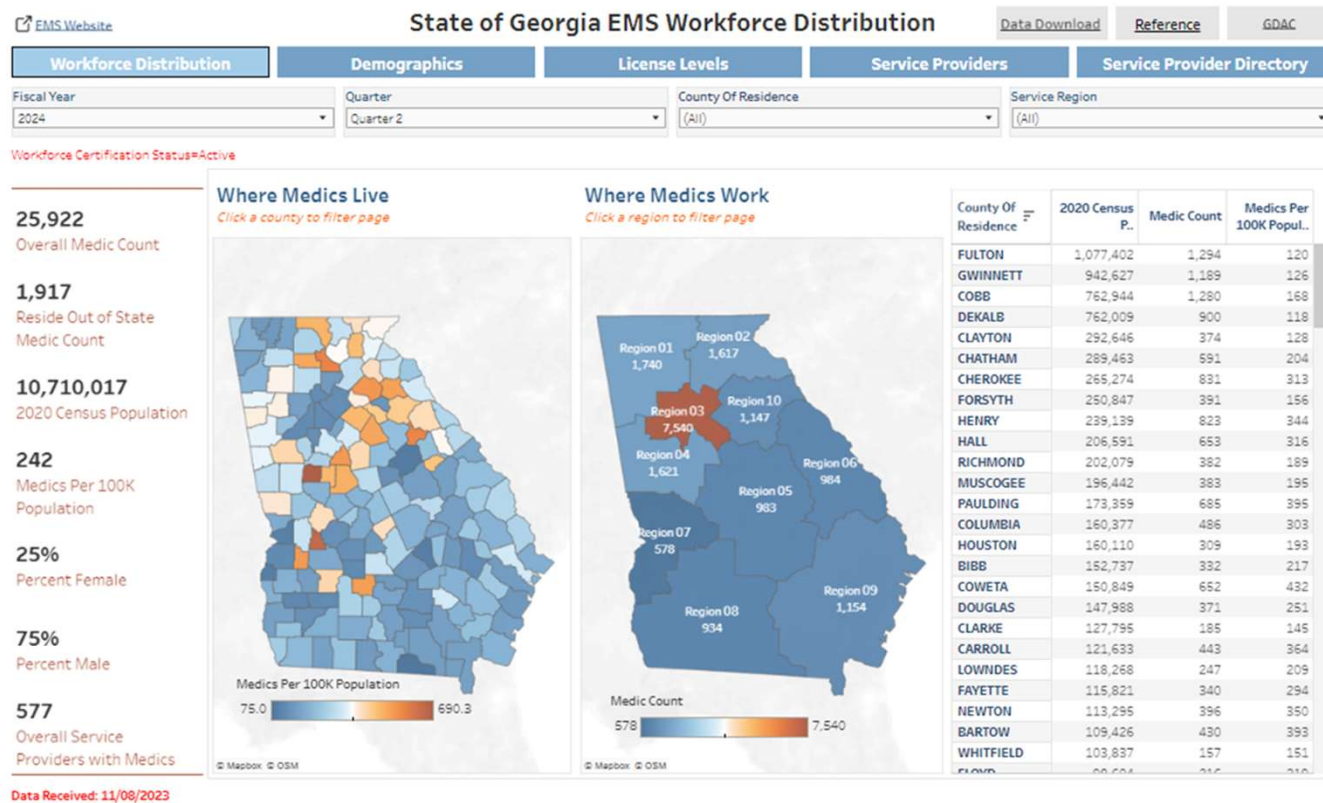 EMS Website
State of Georgia EMS Workforce Distribution
Data Download
Reference
GDAC
Workforce Distribution
Demographics
License Levels
Service Providers
Service Provider Directory
Fiscal Year
2024
Quarter
Quarter 2
County Of Residence
(All)
Service Region
(All)
Workforce Certification Status=Active
25,922
Overall Medic Count
1,917
Reside Out of State
Medic Count
10,710,017
2020 Census Population
242
Medics Per 100K
Population
25%
Percent Female
75%
Percent Male
577
Overall Service
Providers with Medics
Where Medics Live
Click a county to filter page
Medics Per 100K Population
75.0 690.3
© Mapbox © OSM
Where Medics Work
Click a region to filter page
Region 01
1,740
Region 02
1,617
Region 03
7,540
Region 10
1,147
Region 04
1,621
Region 06
984
Region 05
983
Region 07
578
Region 09
1,154
Region 08
934
Medic Count
578 7,540
© Mapbox © OSM
County Of
Residence
2020 Census
P..
Medic Count
Medics Per
100K Popul..
FULTON 1,077,402 1,294 120
GWINNETT 942,627 1,189 126
COBB 762,944 1,280 168
DEKALB 762,009 900 118
CLAYTON 292,646 374 128
CHATHAM 289,463 591 204
CHEROKEE 265,274 831 313
FORSYTH 250,847 391 156
HENRY 239,139 823 344
HALL 206,591 653 316
RICHMOND 202,079 382 189
MUSCOGEE 196,442 383 195
PAULDING 173,359 685 395
COLUMBIA 160,377 486 303
HOUSTON 160,110 309 193
BIBB 152,737 332 217
COWETA 150,849 652 432
DOUGLAS 147,988 371 251
CLARKE 127,795 185 145
CARROLL 121,633 443 364
LOWNDES 118,268 247 209
FAYETTE 115,821 340 294
NEWTON 113,295 396 350
BARTOW 109,426 430 393
WHITFIELD 103,837 157 151
Data Received: 11/08/2023